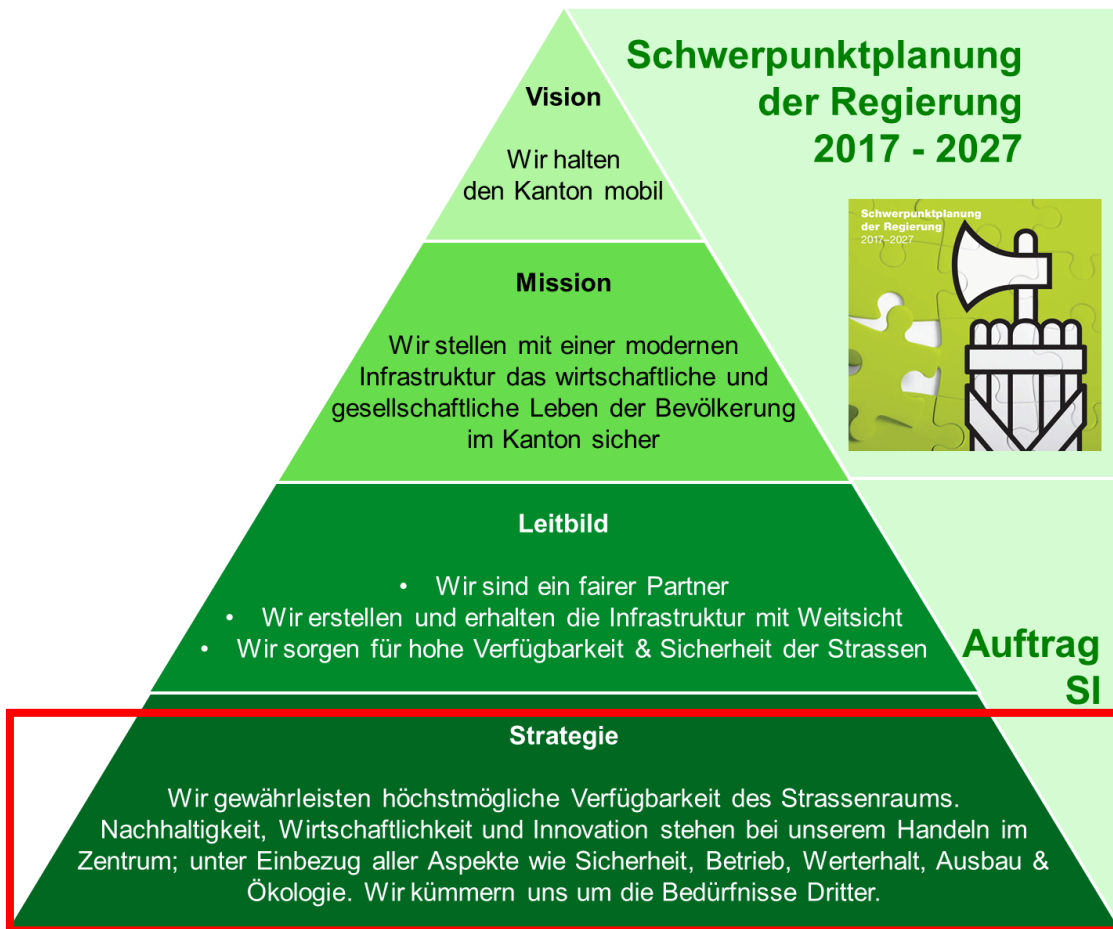 Schwerpunktplanung
der Regierung
2017 - 2027
Schwerpunktplanung
der Regierung
2017–2027
Vision
Wir halten
den Kanton mobil
Mission
Wir stellen mit einer modernen
Infrastruktur das wirtschaftliche und
gesellschaftliche Leben der Bevölkerung
im Kanton sicher
Leitbild
• Wir sind ein fairer Partner
• Wir erstellen und erhalten die Infrastruktur mit Weitsicht
• Wir sorgen für hohe Verfügbarkeit & Sicherheit der Strassen
Auftrag
SI
Strategie
Wir gewährleisten höchstmögliche Verfügbarkeit des Strassenraums.
Nachhaltigkeit, Wirtschaftlichkeit und Innovation stehen bei unserem Handeln im
Zentrum; unter Einbezug aller Aspekte wie Sicherheit, Betrieb, Werterhalt, Ausbau &
Ökologie. Wir kümmern uns um die Bedürfnisse Dritter.